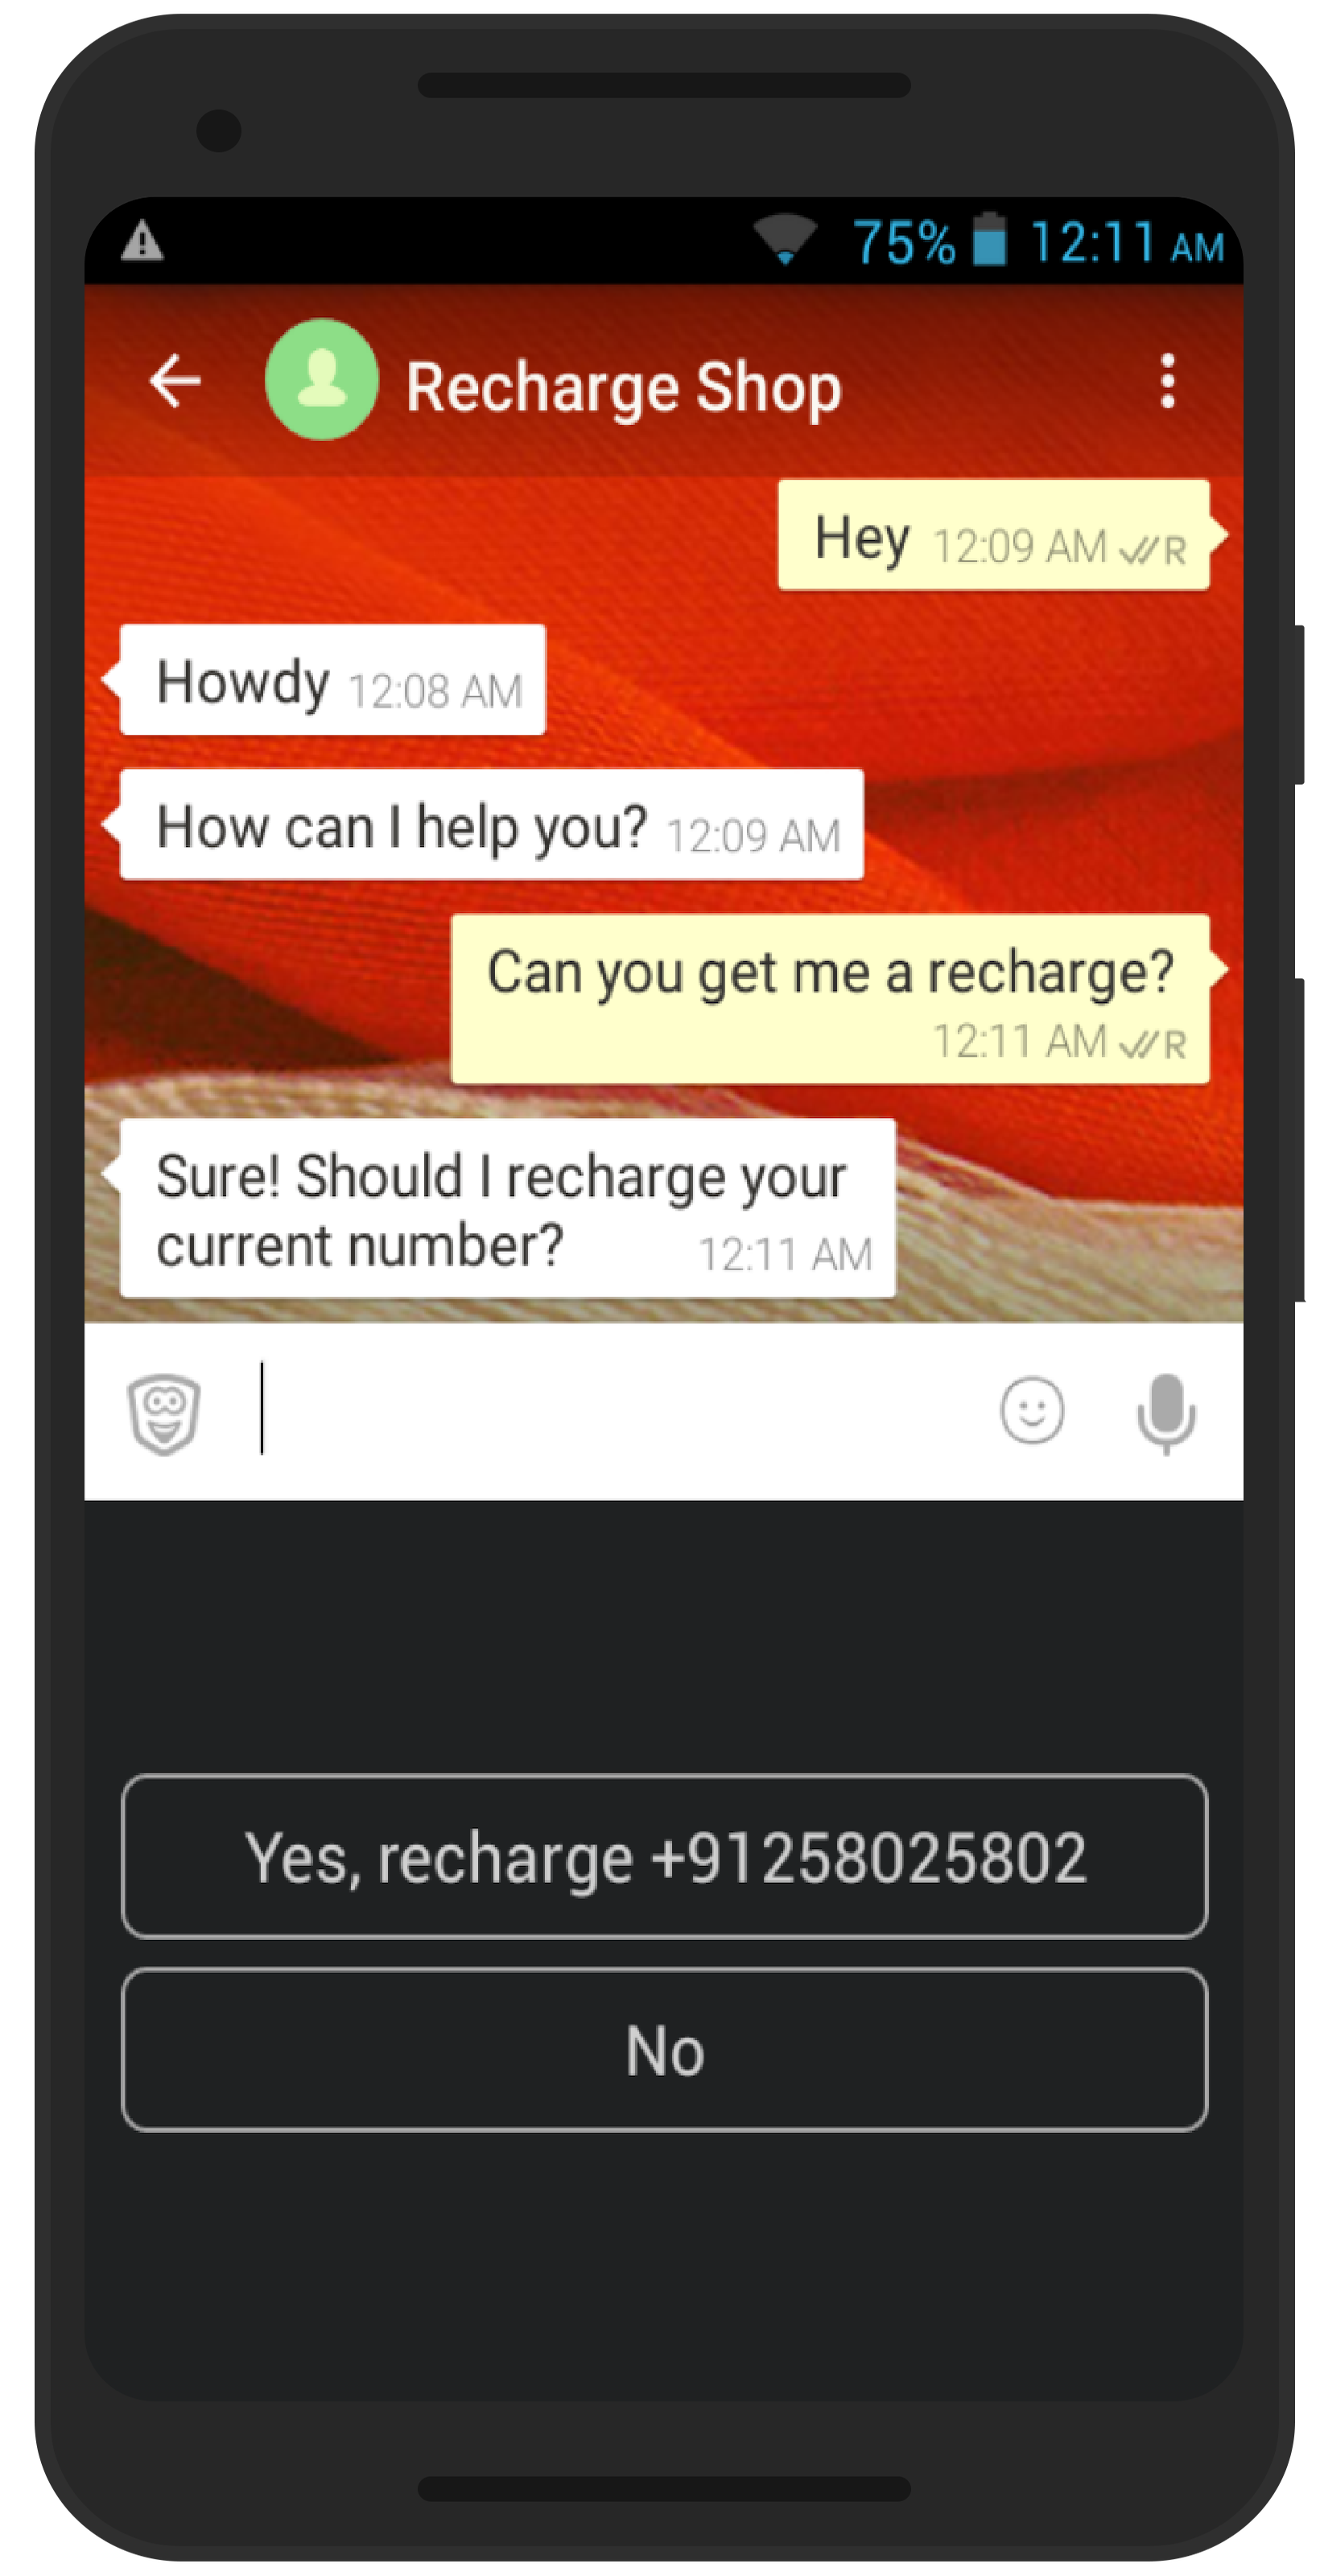 75% 12:11 AM
Recharge Shop
Hey 12:09 AM R
Howdy 12:08 AM
How can I help you? 12:09 AM
Can you get me a recharge?
12:11 AM R
Sure! Should I recharge your
current number? 12:11 AM
Yes, recharge +91258025802
No